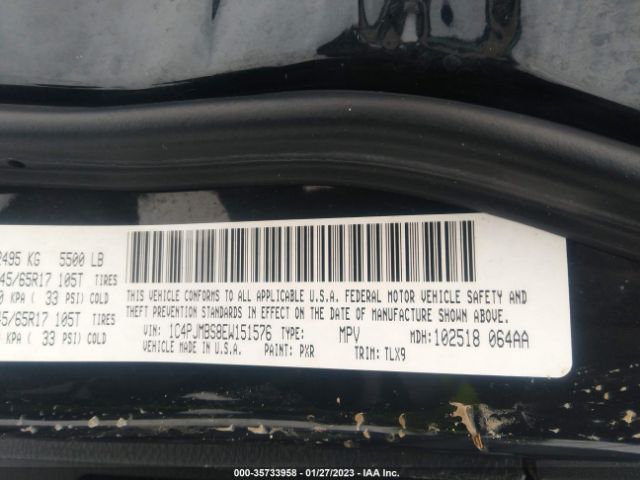 2495 KG 5500 LB
45/65R17 105T TIRES
0 KPA ( 33 PSI) COLD
45/65R17 105T TIRES
KPA ( 33 PSI) COLD
THIS VEHICLE CONFORMS TO ALL APPLICABLE U.S.A. FEDERAL MOTOR VEHICLE SAFETY AND
THEFT PREVENTION STANDARDS IN EFFECT ON THE DATE OF MANUFACTURE SHOWN ABOVE.
VIN: 1C4PJMBS8EW151576 TYPE: MPV MDH:102518 064AA
VEHICLE MADE IN U.S.A. PAINT: PXR TRIM: TLX9
000-35733958 - 01/27/2023 - IAA Inc.